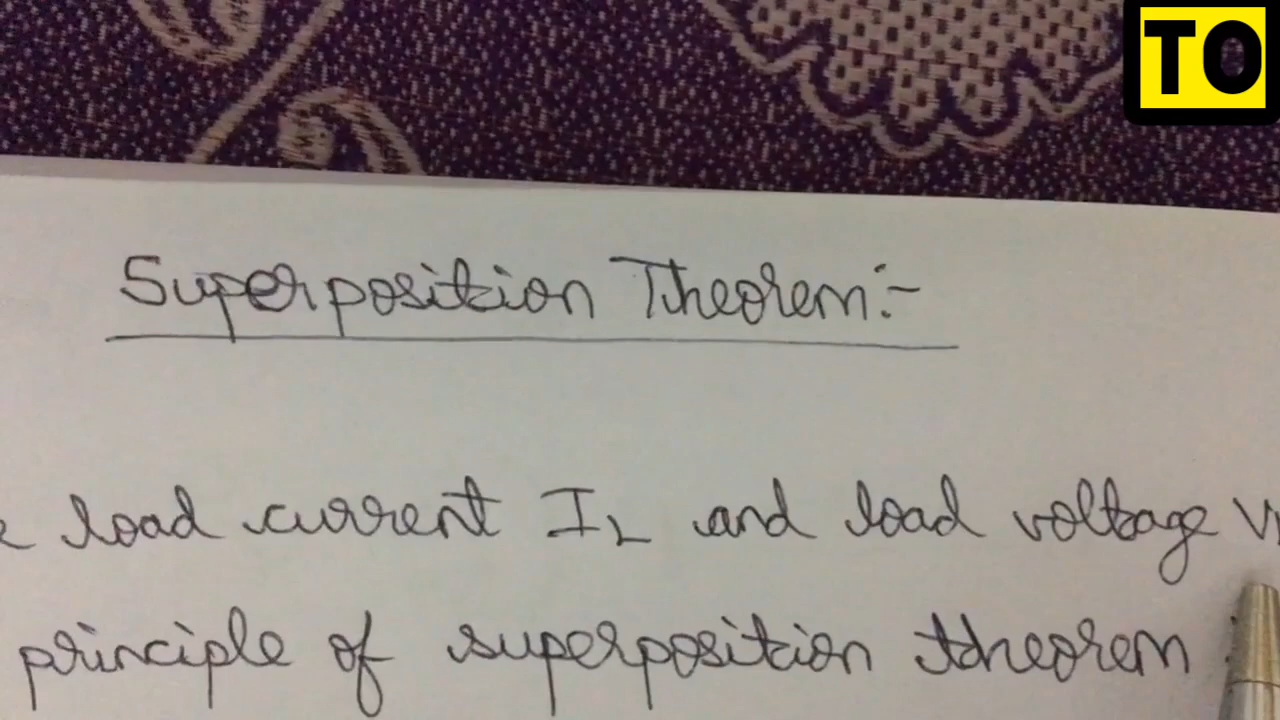 TO
Superposition Theorem:-
load current IL and load voltage
principle of superposition theorem